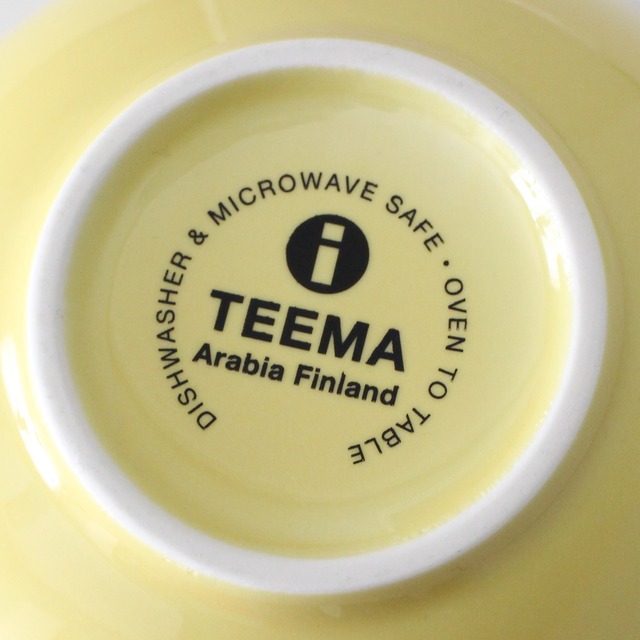 DISHWASHER & MICROWAVE SAFE • OVEN TO TABLE
i
TEEMA
Arabia Finland